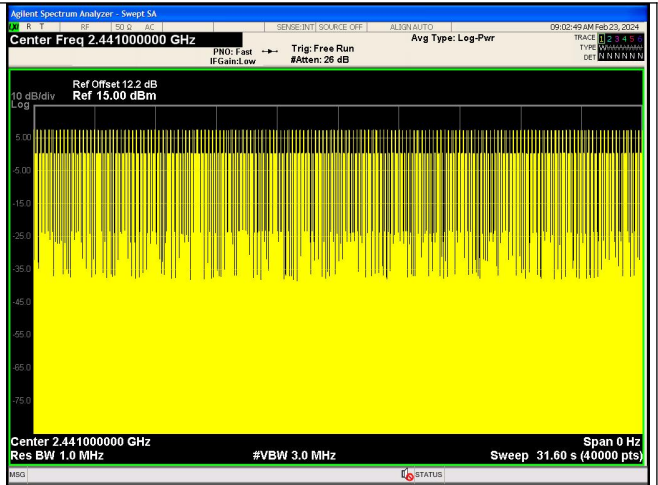 Agilent Spectrum Analyzer - Swept SA
R T RF 50 Ω AC SENSE:INT SOURCE OFF ALIGN AUTO 09:02:49 AM Feb 23, 2024
Center Freq 2.441000000 GHz Avg Type: Log-Pwr TRACE 1 2 3 4 5 6
PNO: Fast Trig: Free Run TYPE
IFGain:Low #Atten: 26 dB DET N N N N N N
Ref Offset 12.2 dB
10 dB/div Ref 15.00 dBm
Log
5.00
-5.00
-15.0
-25.0
-35.0
-45.0
-55.0
-65.0
-75.0
Center 2.441000000 GHz Span 0 Hz
Res BW 1.0 MHz #VBW 3.0 MHz Sweep 31.60 s (40000 pts)
MSG STATUS